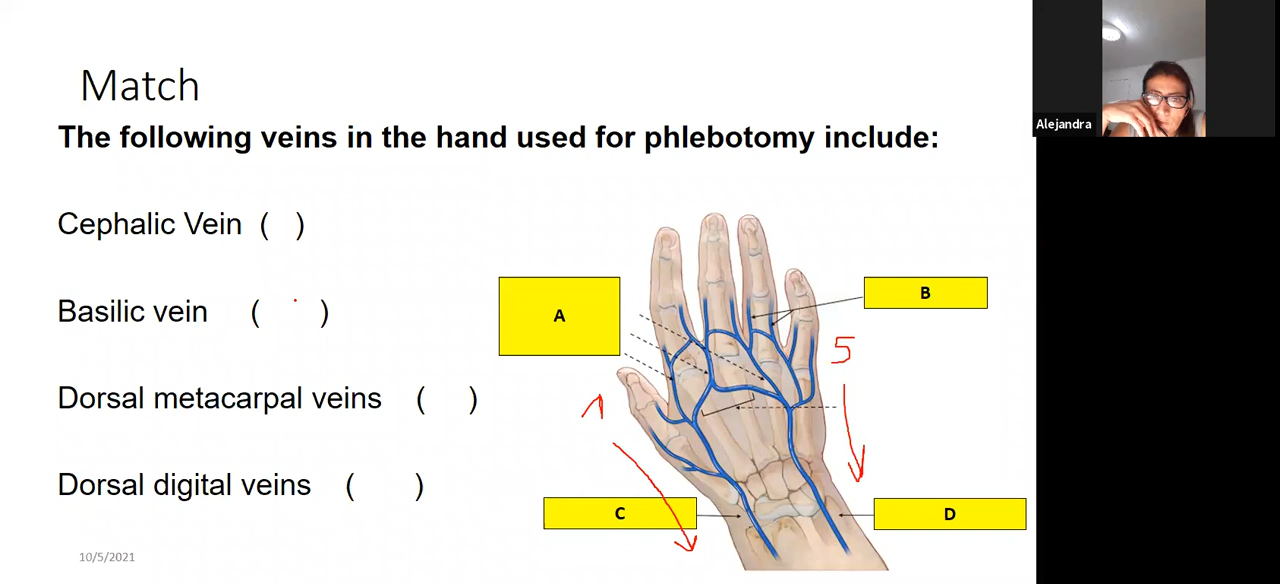 Match
The following veins in the hand used for phlebotomy include:
Cephalic Vein ( )
Basilic vein ( )
Dorsal metacarpal veins ( )
Dorsal digital veins ( )
A
B
C
D
1
5
10/5/2021
Alejandra